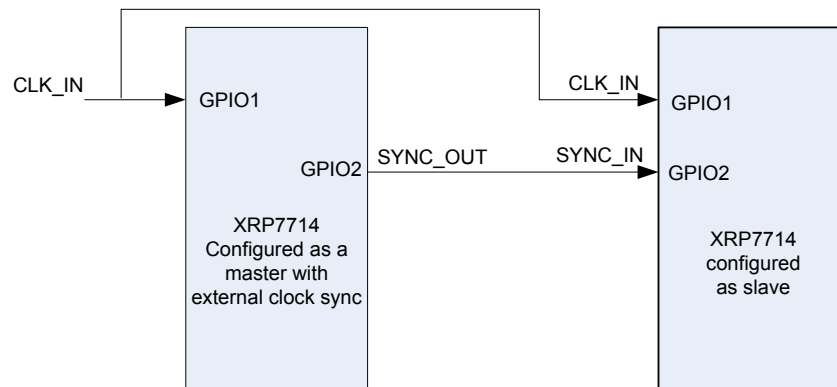 CLK_IN
GPIO1
GPIO2
XRP7714
Configured as a
master with
external clock sync
SYNC_OUT
SYNC_IN
CLK_IN
GPIO1
GPIO2
XRP7714
configured
as slave